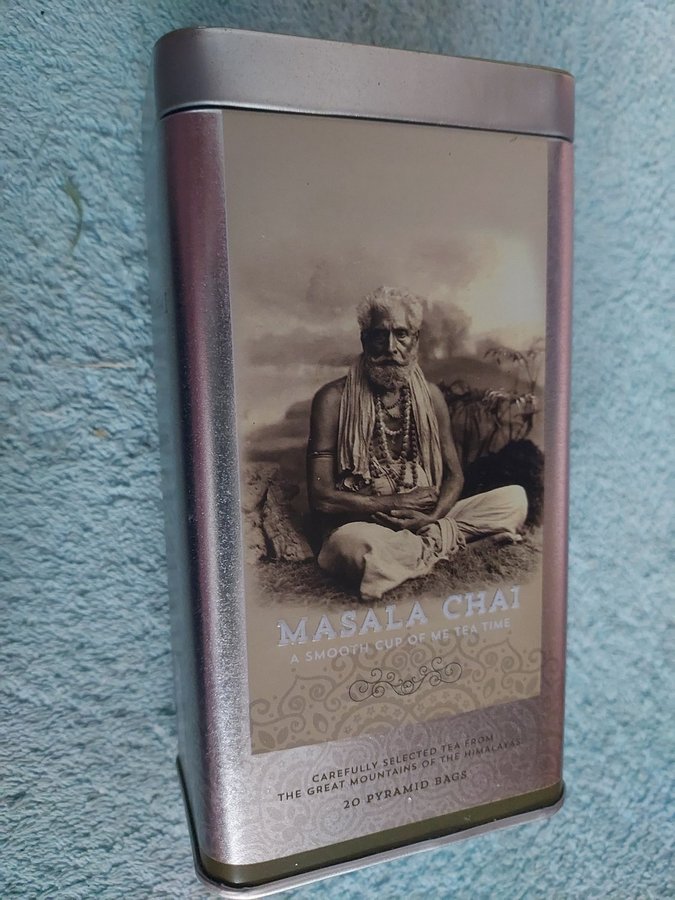 MASALA CHAI
A SMOOTH CUP OF ME TEA TIME
CAREFULLY SELECTED TEA FROM
THE GREAT MOUNTAINS OF THE HIMALAYAS
20 PYRAMID BAGS